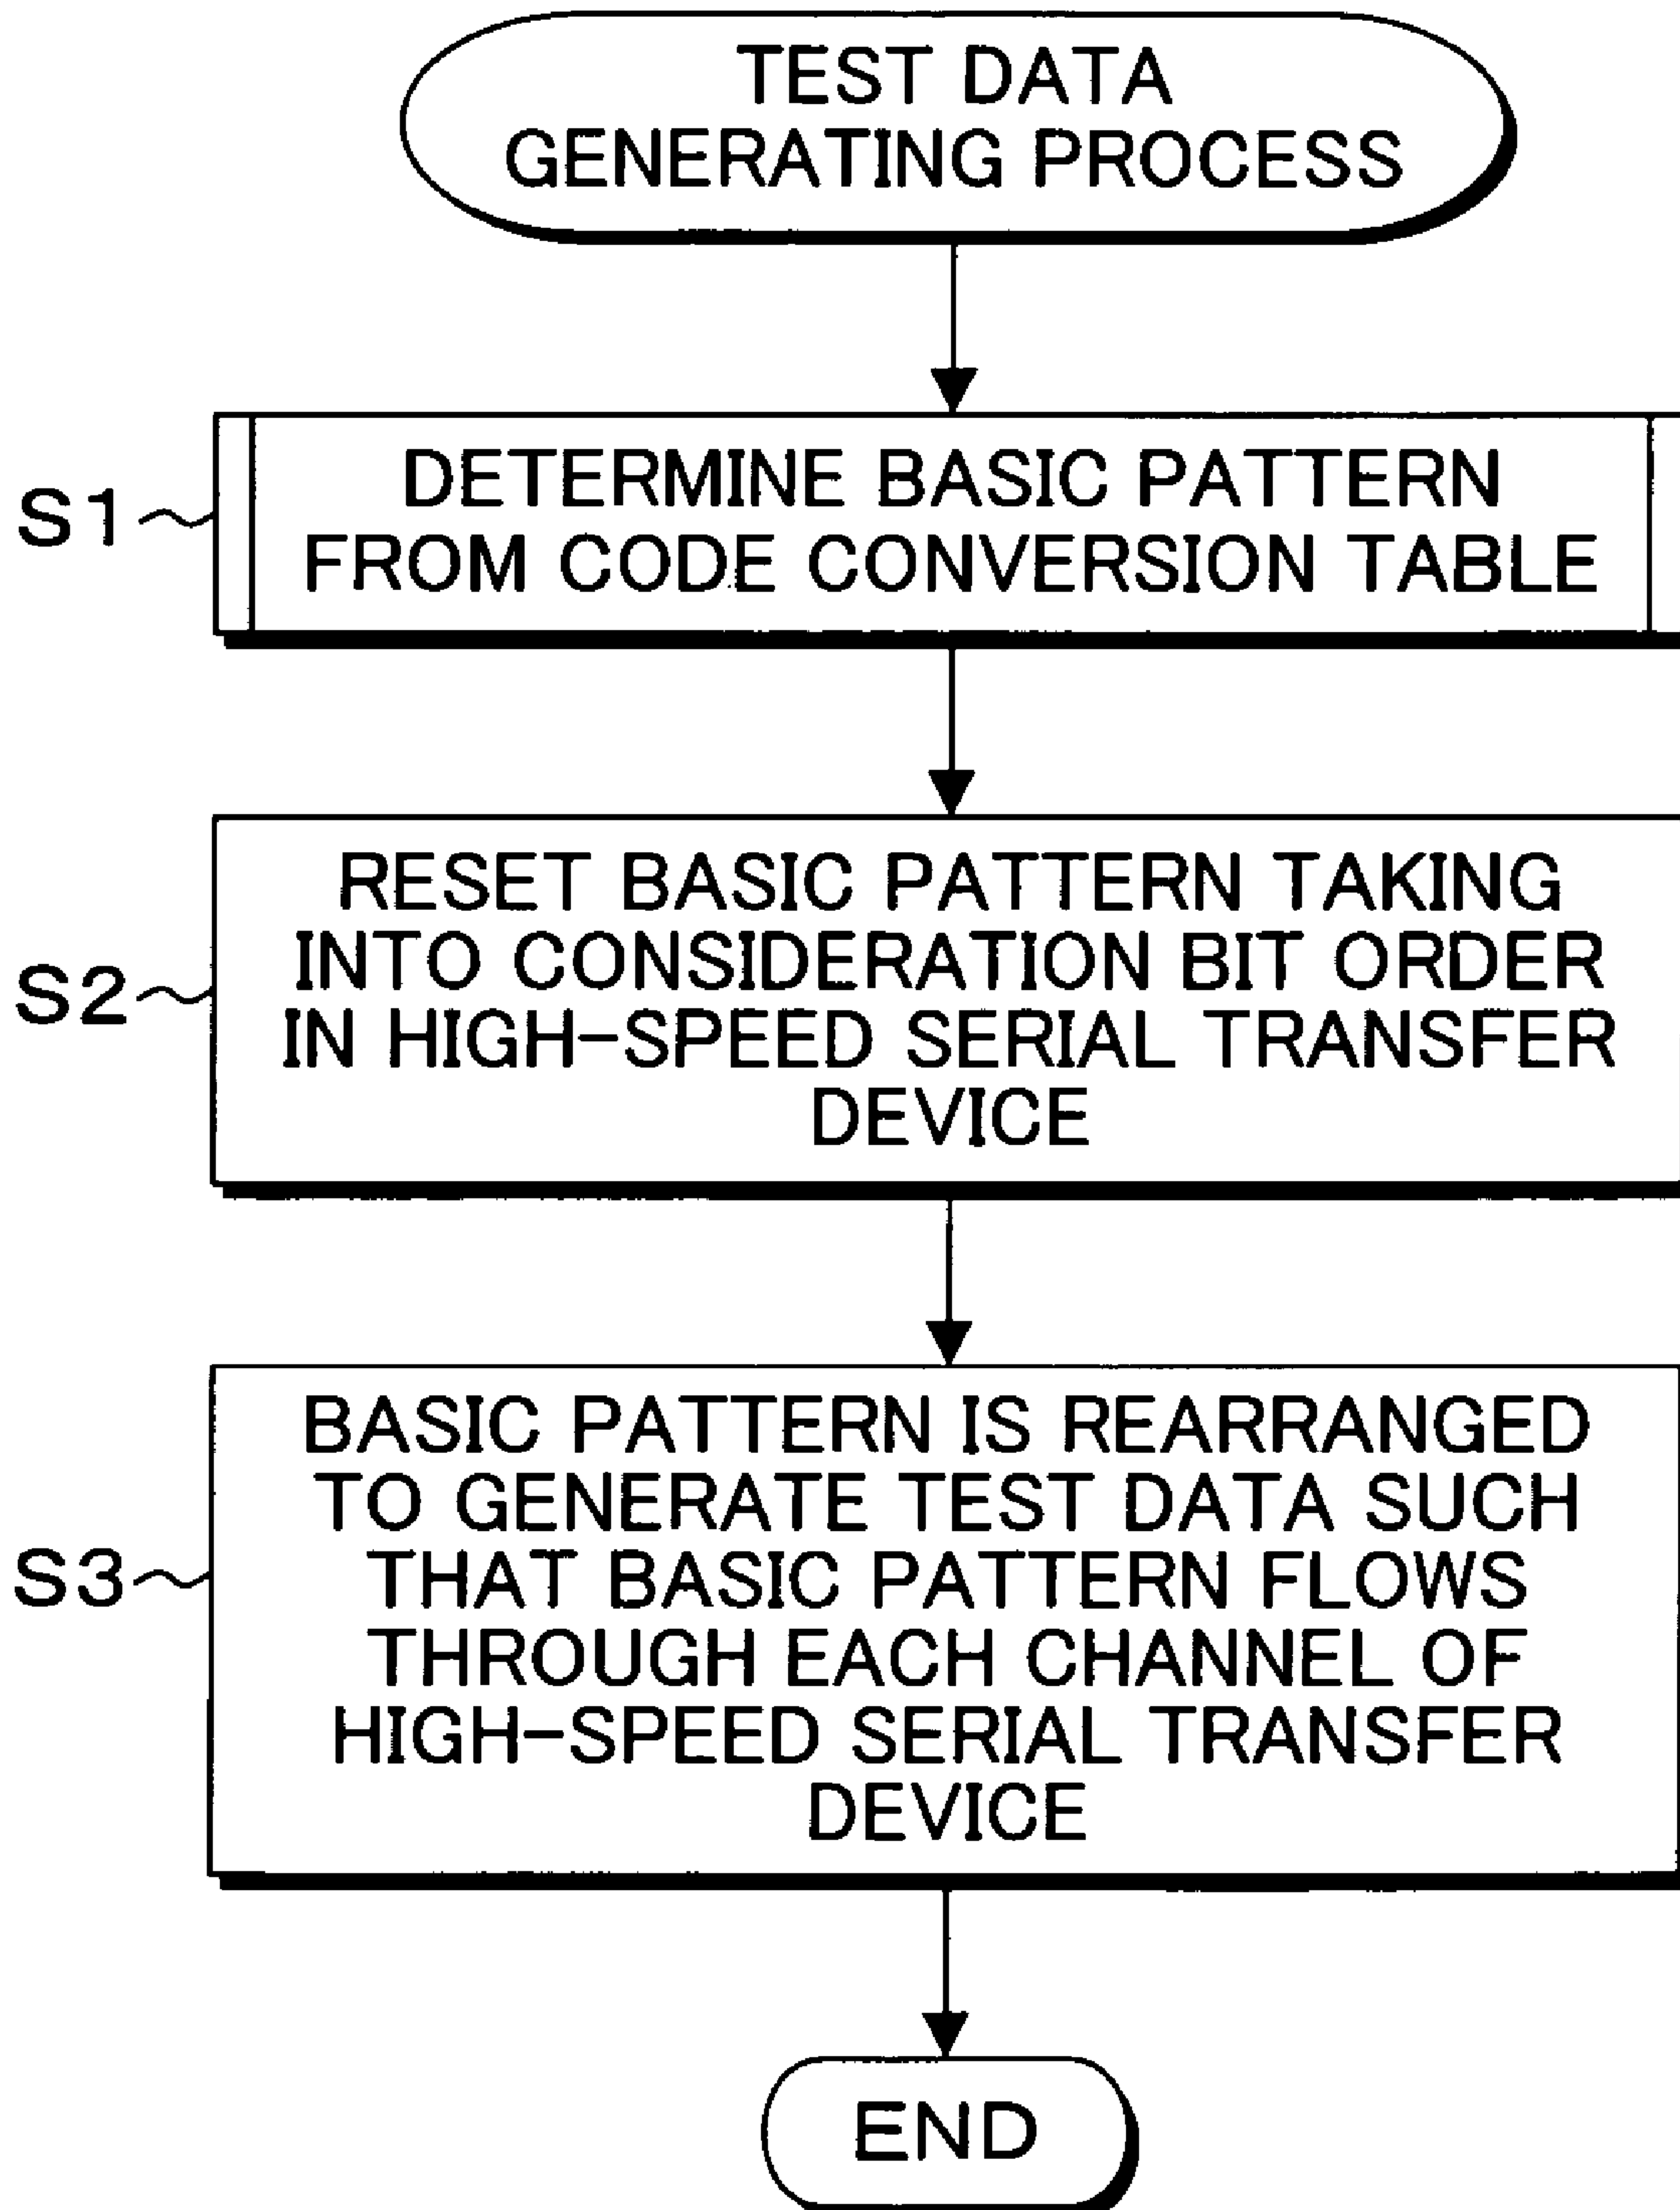 TEST DATA
GENERATING PROCESS
S1
DETERMINE BASIC PATTERN
FROM CODE CONVERSION TABLE
S2
RESET BASIC PATTERN TAKING
INTO CONSIDERATION BIT ORDER
IN HIGH-SPEED SERIAL TRANSFER
DEVICE
S3
BASIC PATTERN IS REARRANGED
TO GENERATE TEST DATA SUCH
THAT BASIC PATTERN FLOWS
THROUGH EACH CHANNEL OF
HIGH-SPEED SERIAL TRANSFER
DEVICE
END